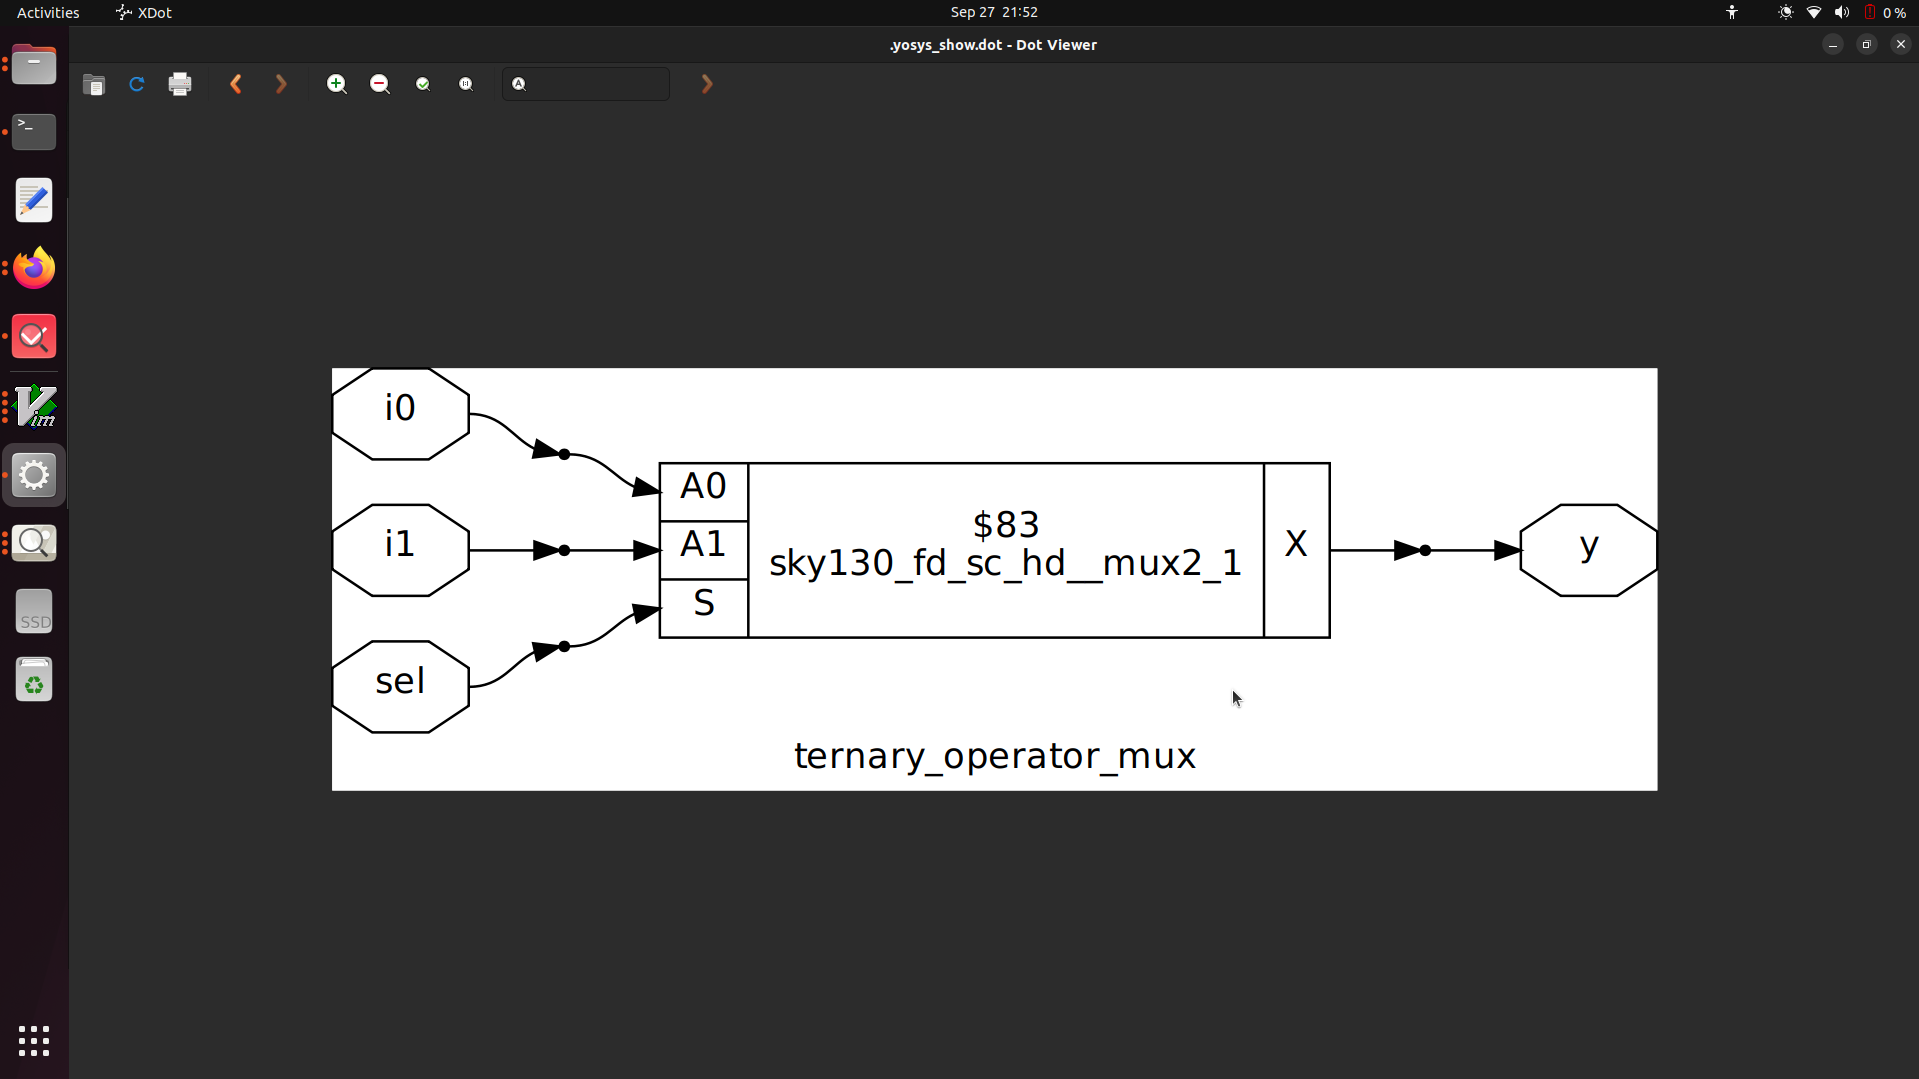 Activities
XDot
Sep 27 21:52
0 %
.yosys_show.dot - Dot Viewer
>_
i0
i1
sel
A0
A1
S
$83
sky130_fd_sc_hd__mux2_1
X
y
ternary_operator_mux
Vim
SSD